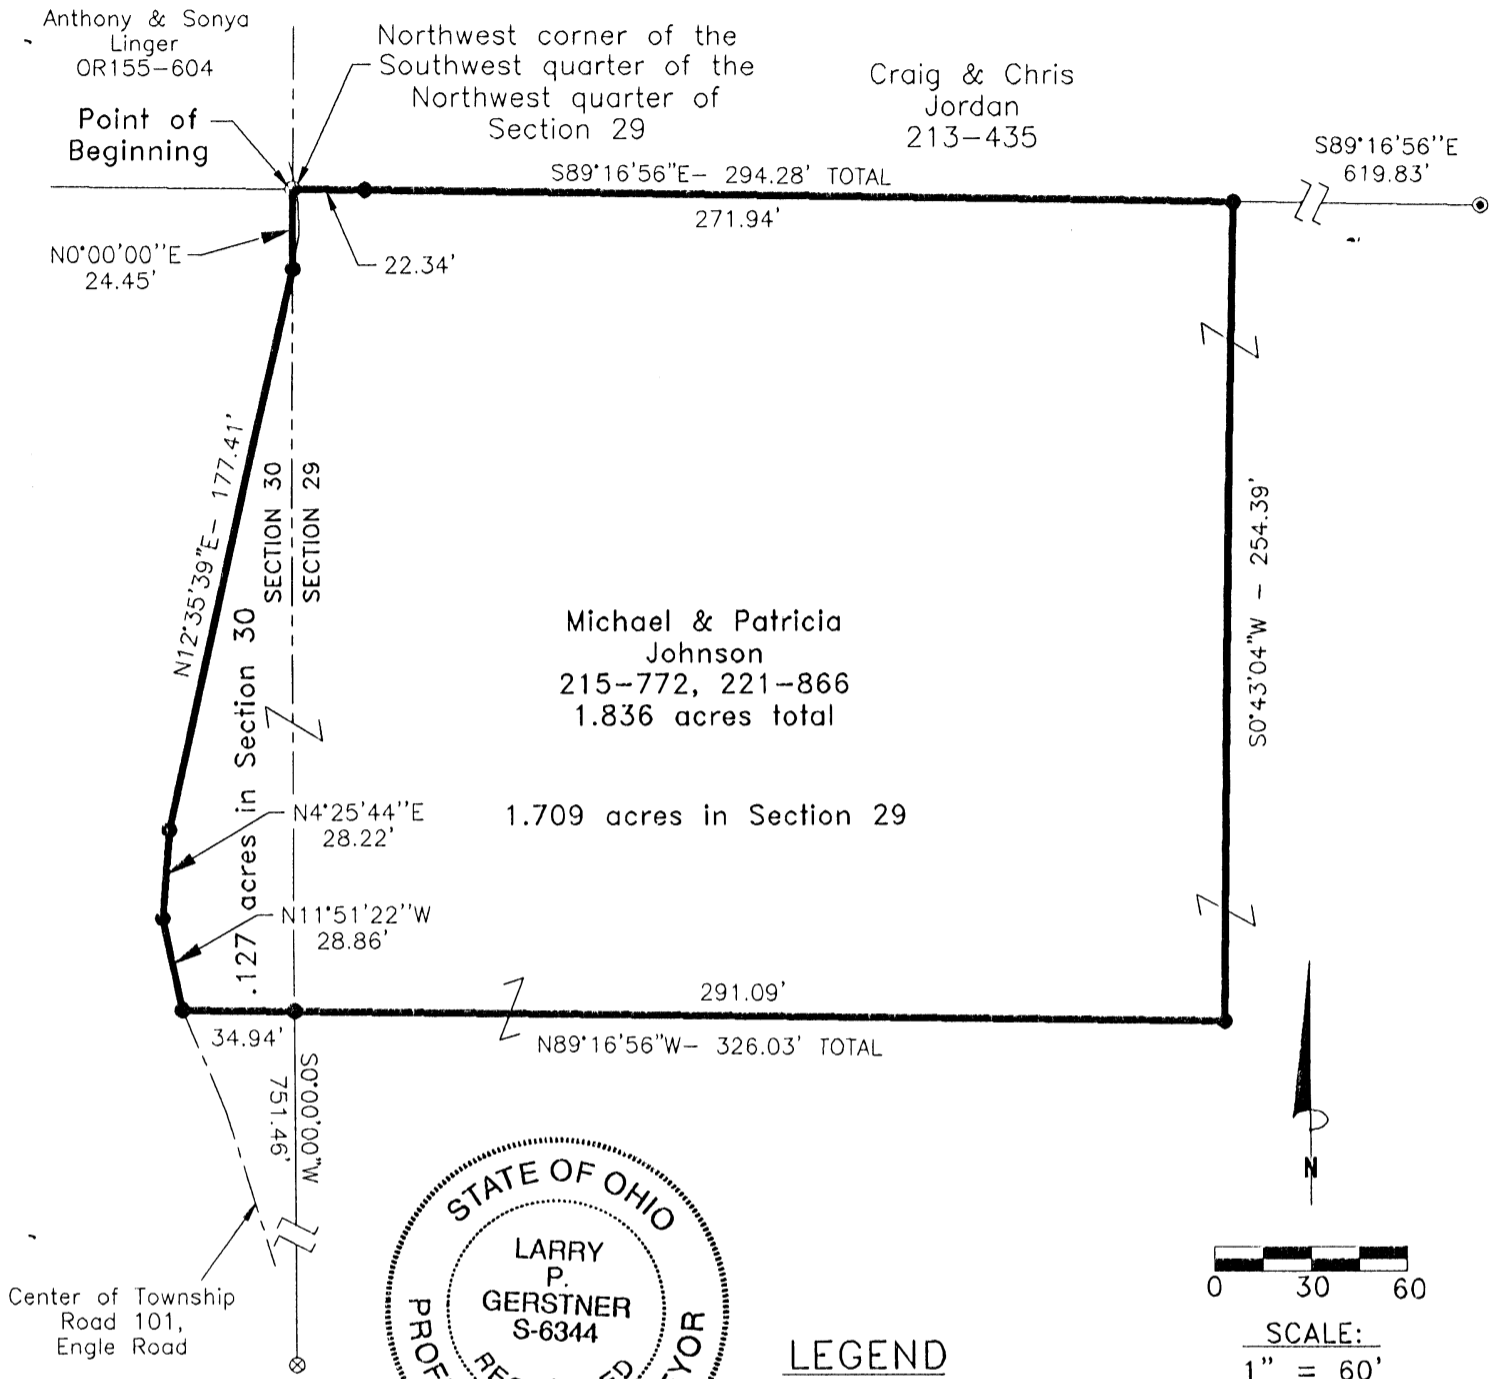 Anthony & Sonya
Linger
OR155-604
Point of
Beginning
Northwest corner of the
Southwest quarter of the
Northwest quarter of
Section 29
Craig & Chris
Jordan
213-435
S89°16'56''E
619.83'
S89°16'56''E- 294.28' TOTAL
271.94'
22.34'
N0°00'00''E
24.45'
N12°35'39"E- 177.41'
SECTION 30
SECTION 29
.127 acres in Section 30
Michael & Patricia
Johnson
215-772, 221-866
1.836 acres total
1.709 acres in Section 29
S0°43'04"W - 254.39'
N4°25'44''E
28.22'
N11°51'22''W
28.86'
291.09'
34.94'
N89°16'56"W- 326.03' TOTAL
S0°00'00"W
751.46'
Center of Township
Road 101,
Engle Road
STATE OF OHIO
LARRY
P.
GERSTNER
S-6344
N
0 30 60
SCALE:
1" = 60'
LEGEND